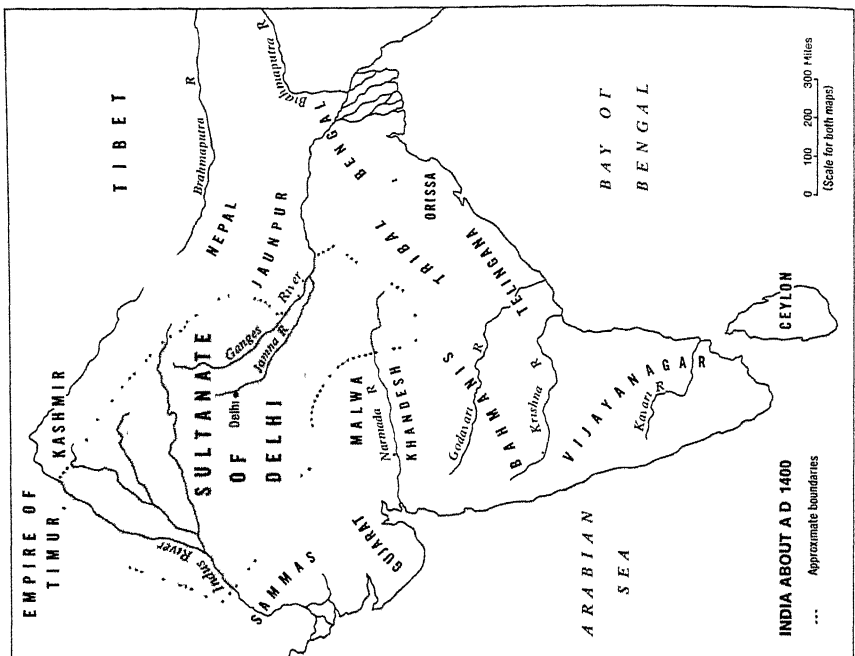 EMPIRE OF
TIMUR
KASHMIR
TIBET
Brahmaputra R
Brahmaputra R
Indus River
SULTANATE
OF
DELHI
Delhi
Ganges River
Jamna R
NEPAL
JAUNPUR
BENGAL
SAMMAS
GUJARAT
MALWA
Narmada R
KHANDESH
TRIBAL
ORISSA
TELINGANA
Godavari R
BAHMANIS
Krishna R
VIJAYANAGAR
Kavari R
CEYLON
ARABIAN
SEA
BAY OF
BENGAL
INDIA ABOUT A D 1400
... Approximate boundaries
0 100 200 300 Miles
(Scale for both maps)